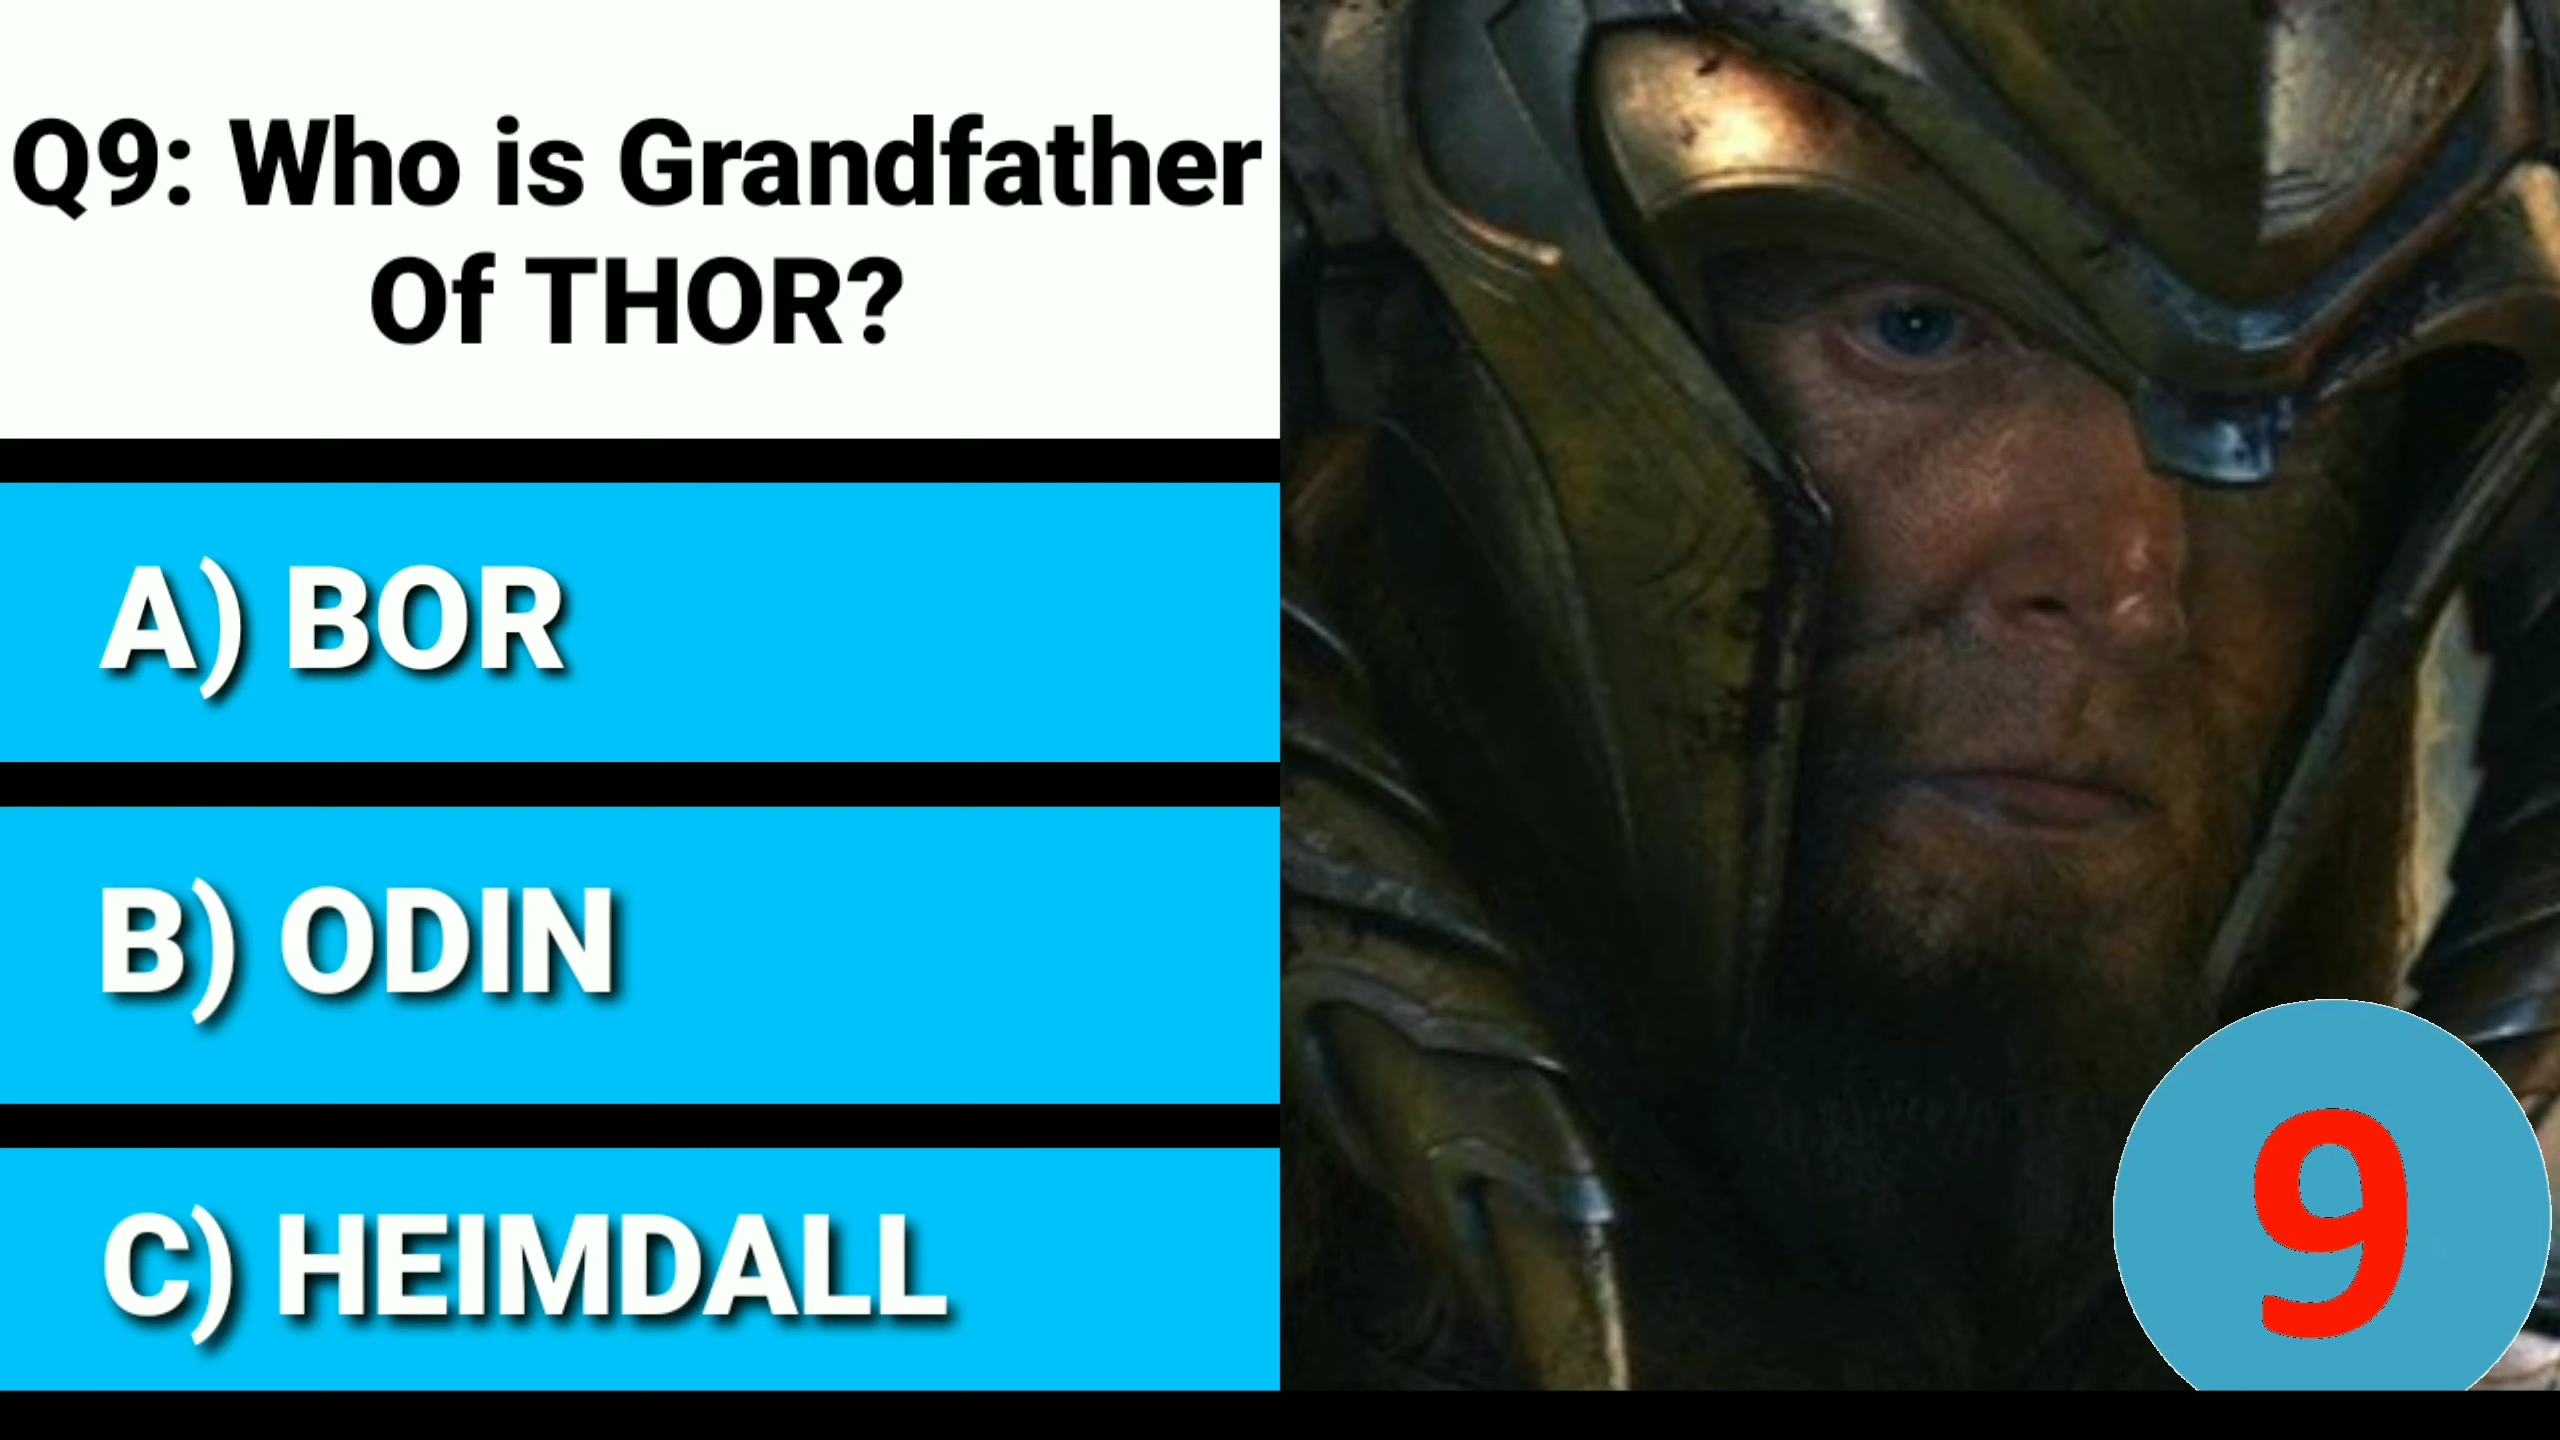 Q9: Who is Grandfather
Of THOR?
A) BOR
B) ODIN
C) HEIMDALL
9